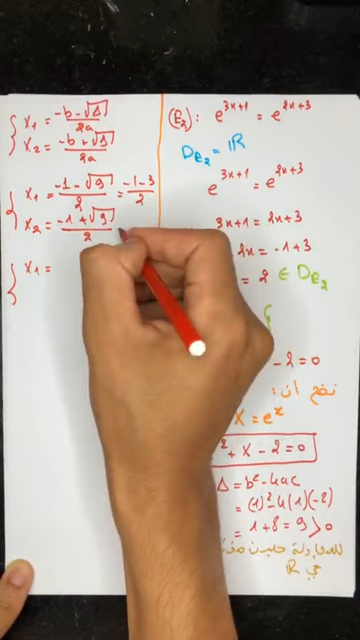 x₁ = (-b-√Δ)/2a
x₂ = (-b+√Δ)/2a
x₁ = (-1-√9)/2 = (-1-3)/2
x₂ = (-1+√9)/2
x₁ =
(E₂): e^(3x+1) = e^(2x+3)
D_E₂ = ℝ
e^(3x+1) = e^(2x+3)
3x+1 = 2x+3
2x = -1+3
= 2 ∈ D_E₂
- 2 = 0
نضع أن:
X = e^x
² + X - 2 = 0
Δ = b² - 4ac
= (1)² - 4(1)(-2)
= 1+8 = 9 > 0
في ℝ